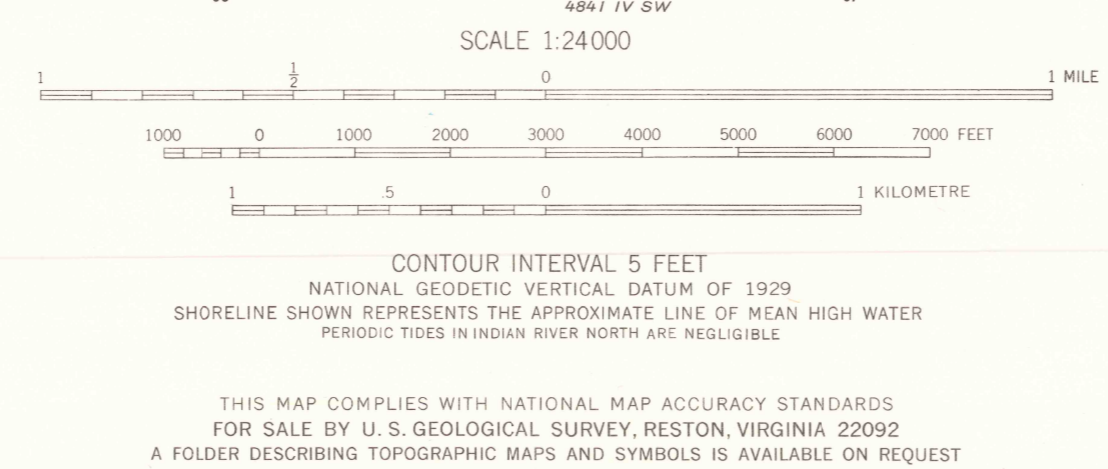 4841 IV SW
SCALE 1:24000
1 1/2 0 1 MILE
1000 0 1000 2000 3000 4000 5000 6000 7000 FEET
1 .5 0 1 KILOMETRE
CONTOUR INTERVAL 5 FEET
NATIONAL GEODETIC VERTICAL DATUM OF 1929
SHORELINE SHOWN REPRESENTS THE APPROXIMATE LINE OF MEAN HIGH WATER
PERIODIC TIDES IN INDIAN RIVER NORTH ARE NEGLIGIBLE
THIS MAP COMPLIES WITH NATIONAL MAP ACCURACY STANDARDS
FOR SALE BY U. S. GEOLOGICAL SURVEY, RESTON, VIRGINIA 22092
A FOLDER DESCRIBING TOPOGRAPHIC MAPS AND SYMBOLS IS AVAILABLE ON REQUEST